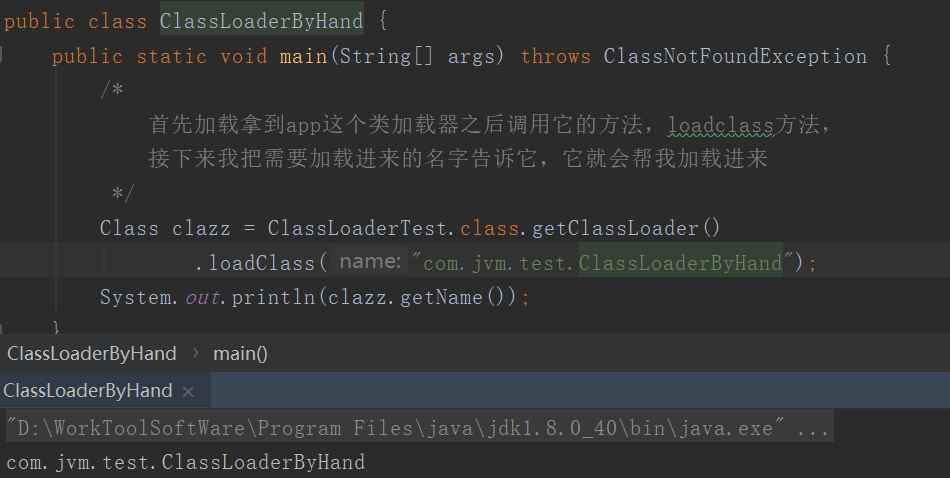 public class ClassLoaderByHand {
public static void main(String[] args) throws ClassNotFoundException {
/*
首先加载拿到app这个类加载器之后调用它的方法，loadclass方法，
接下来我把需要加载进来的名字告诉它，它就会帮我加载进来
*/
Class clazz = ClassLoaderTest.class.getClassLoader()
.loadClass( name: "com.jvm.test.ClassLoaderByHand");
System.out.println(clazz.getName());
}
ClassLoaderByHand › main()
ClassLoaderByHand ×
"D:\WorkToolSoftWare\Program Files\java\jdk1.8.0_40\bin\java.exe" ...
com.jvm.test.ClassLoaderByHand